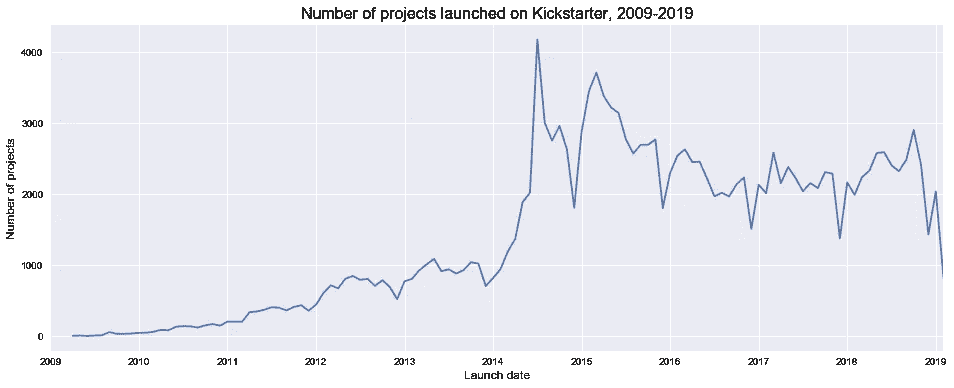 Number of projects launched on Kickstarter, 2009-2019
Number of projects
4000
3000
2000
1000
0
2009 2010 2011 2012 2013 2014 2015 2016 2017 2018 2019
Launch date